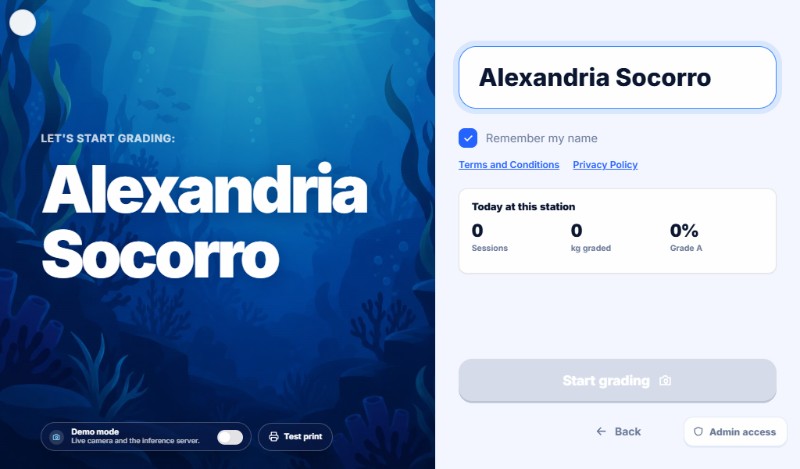 LET'S START GRADING:
Alexandria
Socorro
Demo mode
Live camera and the inference server.
Test print
Alexandria Socorro
Remember my name
Terms and Conditions Privacy Policy
Today at this station
0 0 0%
Sessions kg graded Grade A
Start grading
Back
Admin access